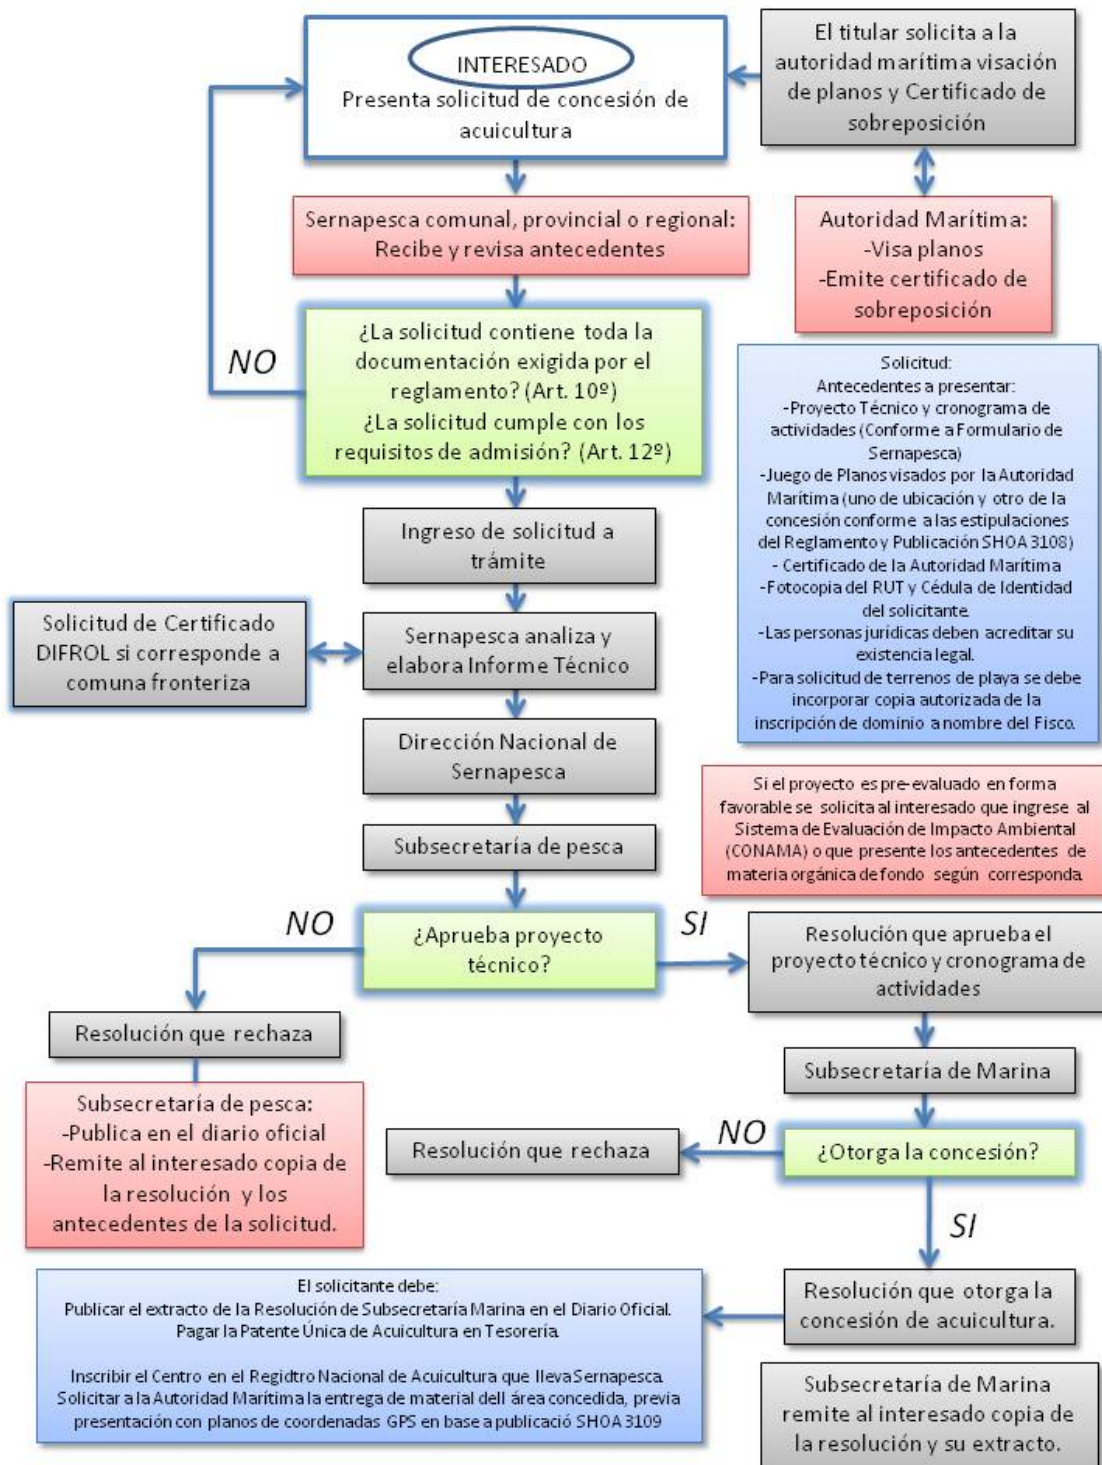 INTERESADO
Presenta solicitud de concesión de
acuicultura
El titular solicita a la
autoridad marítima visación
de planos y Certificado de
sobreposición
Sernapesca comunal, provincial o regional:
Recibe y revisa antecedentes
Autoridad Marítima:
-Visa planos
-Emite certificado de
sobreposición
NO
¿La solicitud contiene toda la
documentación exigida por el
reglamento? (Art. 10º)
¿La solicitud cumple con los
requisitos de admisión? (Art. 12º)
Solicitud:
Antecedentes a presentar:
-Proyecto Técnico y cronograma de
actividades (Conforme a Formulario de
Sernapesca)
-Juego de Planos visados por la Autoridad
Marítima (uno de ubicación y otro de la
concesión conforme a las estipulaciones
del Reglamento y Publicación SHOA 3108)
- Certificado de la Autoridad Marítima
-Fotocopia del RUT y Cédula de Identidad
del solicitante.
-Las personas jurídicas deben acreditar su
existencia legal.
-Para solicitud de terrenos de playa se debe
incorporar copia autorizada de la
inscripción de dominio a nombre del Fisco.
Ingreso de solicitud a
trámite
Solicitud de Certificado
DIFROL si corresponde a
comuna fronteriza
Sernapesca analiza y
elabora Informe Técnico
Dirección Nacional de
Sernapesca
Si el proyecto es pre-evaluado en forma
favorable se solicita al interesado que ingrese al
Sistema de Evaluación de Impacto Ambiental
(CONAMA) o que presente los antecedentes de
materia orgánica de fondo según corresponda.
Subsecretaría de pesca
NO
¿Aprueba proyecto
técnico?
SI
Resolución que aprueba el
proyecto técnico y cronograma de
actividades
Resolución que rechaza
Subsecretaría de Marina
Subsecretaría de pesca:
-Publica en el diario oficial
-Remite al interesado copia de
la resolución y los
antecedentes de la solicitud.
Resolución que rechaza
NO
¿Otorga la concesión?
SI
El solicitante debe:
Publicar el extracto de la Resolución de Subsecretaría Marina en el Diario Oficial.
Pagar la Patente Única de Acuicultura en Tesorería.
Inscribir el Centro en el Regidtro Nacional de Acuicultura que lleva Sernapesca.
Solicitar a la Autoridad Marítima la entrega de material dell área concedida, previa
presentación con planos de coordenadas GPS en base a publicació SHOA 3109
Resolución que otorga la
concesión de acuicultura.
Subsecretaría de Marina
remite al interesado copia de
la resolución y su extracto.